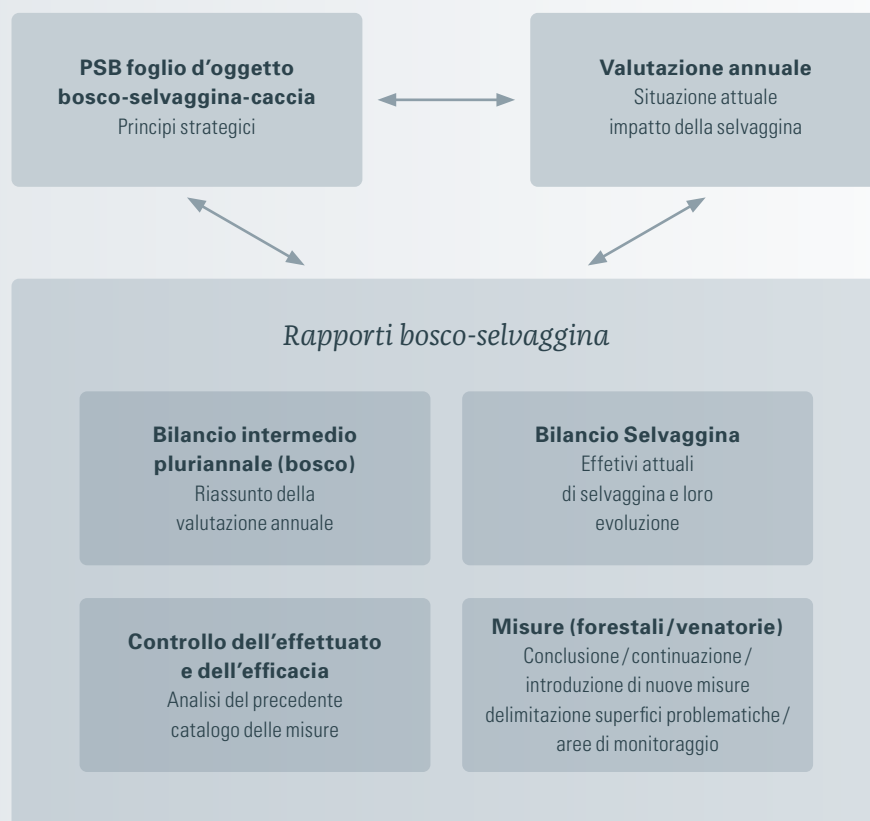 PSB foglio d’oggetto
bosco-selvaggina-caccia
Principi strategici
Valutazione annuale
Situazione attuale
impatto della selvaggina
Rapporti bosco-selvaggina
Bilancio intermedio
pluriannale (bosco)
Riassunto della
valutazione annuale
Bilancio Selvaggina
Effetivi attuali
di selvaggina e loro
evoluzione
Controllo dell’effettuato
e dell’efficacia
Analisi del precedente
catalogo delle misure
Misure (forestali/venatorie)
Conclusione/continuazione/
introduzione di nuove misure
delimitazione superfici problematiche/
aree di monitoraggio